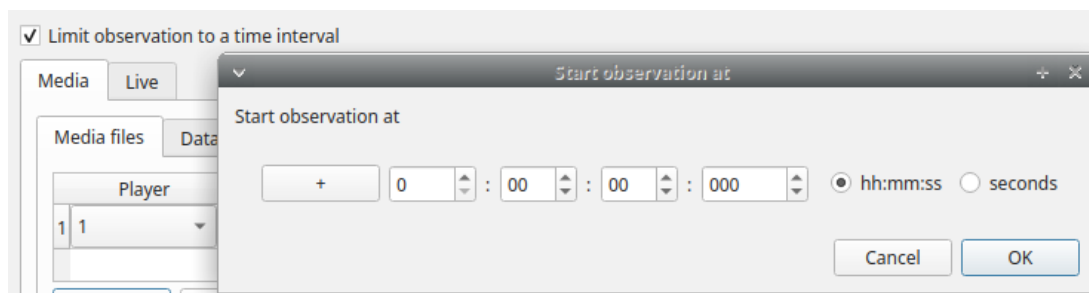 Limit observation to a time interval
Media Live
Start observation at
Start observation at
Media files Data
+ 0 : 00 : 00 : 000 hh:mm:ss seconds
Player
1 1
Cancel OK